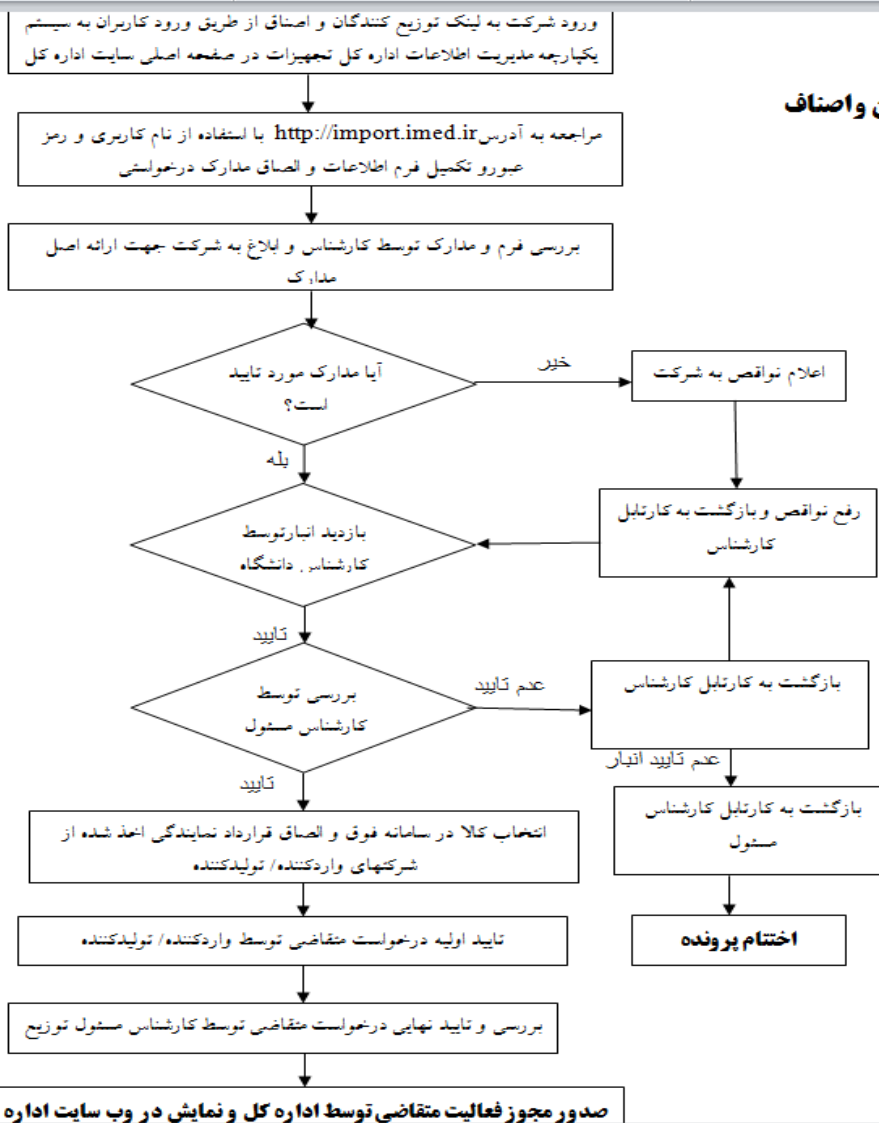 ورود شرکت به لینک توزیع کنندگان و اصناف از طریق ورود کاربران به سیستم
یکپارچه مدیریت اطلاعات اداره کل تجهیزات در صفحه اصلی سایت اداره کل
واصناف
مراجعه به آدرسhttp://import.imed.ir با استفاده از نام کاربری و رمز
عبورو تکمیل فرم اطلاعات و الصاق مدارک درخواستی
بررسی فرم و مدارک توسط کارشناس و ابلاغ به شرکت جهت ارائه اصل
مدارک
آیا مدارک مورد تایید
است؟
خیر
اعلام نواقص به شرکت
بله
رفع نواقص و بازگشت به کارتابل
کارشناس
بازدید انبارتوسط
کارشناس دانشگاه
تایید
بررسی توسط
کارشناس مسئول
عدم تایید
بازگشت به کارتابل کارشناس
عدم تایید انبار
بازگشت به کارتابل کارشناس
مسئول
اختتام پرونده
تایید
انتخاب کالا در سامانه فوق و الصاق قرارداد نمایندگی اخذ شده از
شرکتهای واردکننده/ تولیدکننده
تایید اولیه درخواست متقاضی توسط واردکننده/ تولیدکننده
بررسی و تایید نهایی درخواست متقاضی توسط کارشناس مسئول توزیع
صدور مجوز فعالیت متقاضی توسط اداره کل و نمایش در وب سایت اداره